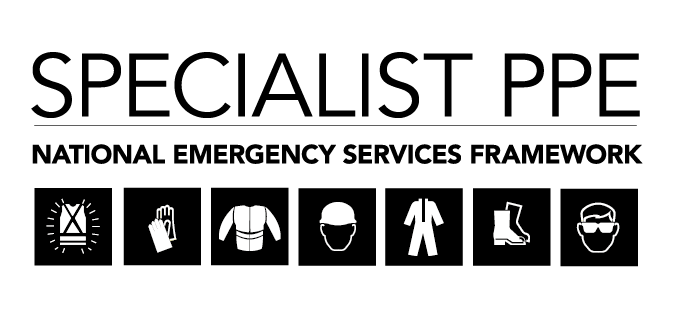 SPECIALIST PPE
NATIONAL EMERGENCY SERVICES FRAMEWORK